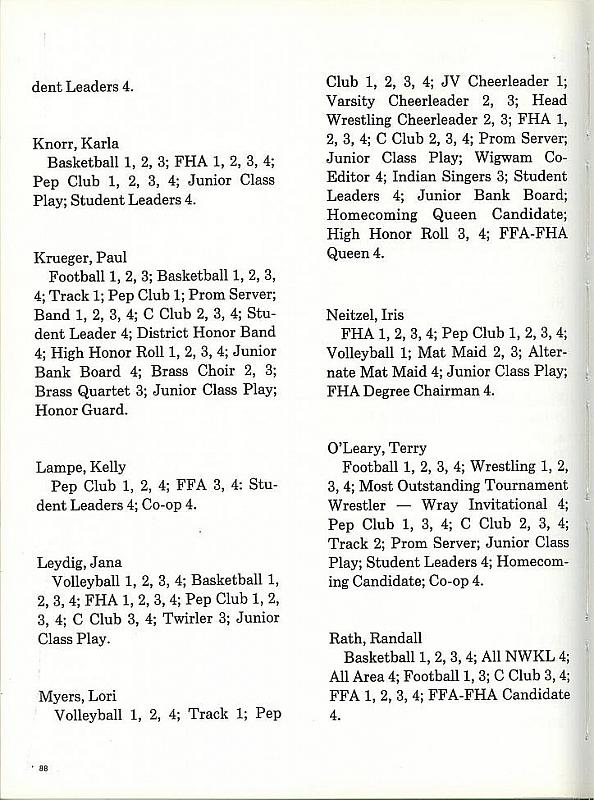 dent Leaders 4.
Knorr, Karla
Basketball 1, 2, 3; FHA 1, 2, 3, 4;
Pep Club 1, 2, 3, 4; Junior Class
Play; Student Leaders 4.
Krueger, Paul
Football 1, 2, 3; Basketball 1, 2, 3,
4; Track 1; Pep Club 1; Prom Server;
Band 1, 2, 3, 4; C Club 2, 3, 4; Stu-
dent Leader 4; District Honor Band
4; High Honor Roll 1, 2, 3, 4; Junior
Bank Board 4; Brass Choir 2, 3;
Brass Quartet 3; Junior Class Play;
Honor Guard.
Lampe, Kelly
Pep Club 1, 2, 4; FFA 3, 4: Stu-
dent Leaders 4; Co-op 4.
Leydig, Jana
Volleyball 1, 2, 3, 4; Basketball 1,
2, 3, 4; FHA 1, 2, 3, 4; Pep Club 1, 2,
3, 4; C Club 3, 4; Twirler 3; Junior
Class Play.
Myers, Lori
Volleyball 1, 2, 4; Track 1; Pep
Club 1, 2, 3, 4; JV Cheerleader 1;
Varsity Cheerleader 2, 3; Head
Wrestling Cheerleader 2, 3; FHA 1,
2, 3, 4; C Club 2, 3, 4; Prom Server;
Junior Class Play; Wigwam Co-
Editor 4; Indian Singers 3; Student
Leaders 4; Junior Bank Board;
Homecoming Queen Candidate;
High Honor Roll 3, 4; FFA-FHA
Queen 4.
Neitzel, Iris
FHA 1, 2, 3, 4; Pep Club 1, 2, 3, 4;
Volleyball 1; Mat Maid 2, 3; Alter-
nate Mat Maid 4; Junior Class Play;
FHA Degree Chairman 4.
O'Leary, Terry
Football 1, 2, 3, 4; Wrestling 1, 2,
3, 4; Most Outstanding Tournament
Wrestler — Wray Invitational 4;
Pep Club 1, 3, 4; C Club 2, 3, 4;
Track 2; Prom Server; Junior Class
Play; Student Leaders 4; Homecom-
ing Candidate; Co-op 4.
Rath, Randall
Basketball 1, 2, 3, 4; All NWKL 4;
All Area 4; Football 1, 3; C Club 3, 4;
FFA 1, 2, 3, 4; FFA-FHA Candidate
4.
88